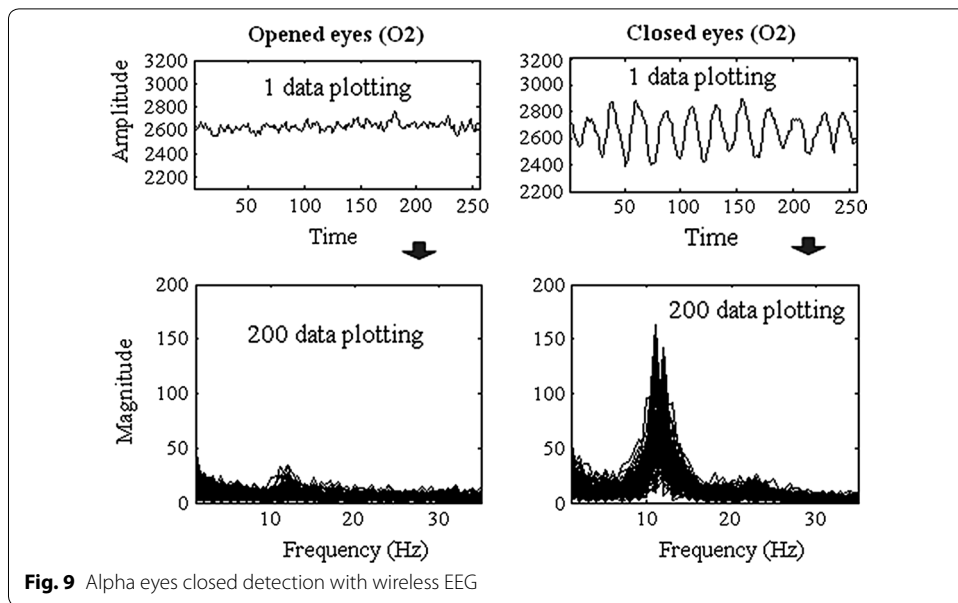 Opened eyes (O2)
Closed eyes (O2)
Amplitude
3200
3000
2800
2600
2400
2200
1 data plotting
50
100
150
200
250
Time
3200
3000
2800
2600
2400
2200
1 data plotting
50
100
150
200
250
Time
Magnitude
200
150
100
50
0
200 data plotting
10
20
30
Frequency (Hz)
200
150
100
50
0
200 data plotting
10
20
30
Frequency (Hz)
Fig. 9 Alpha eyes closed detection with wireless EEG